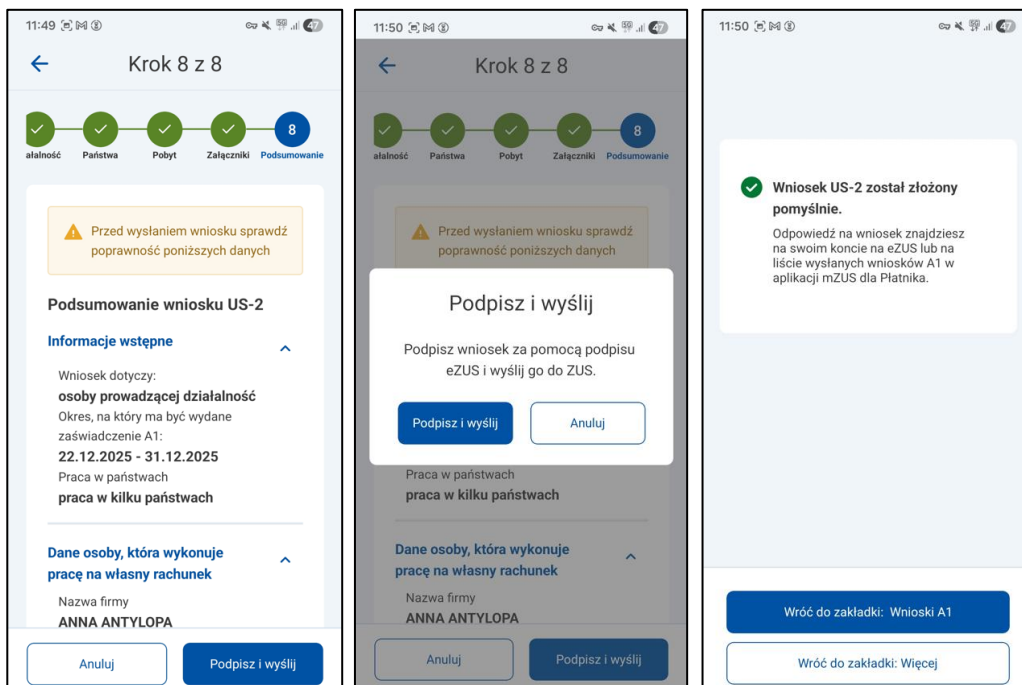 11:49
47
Krok 8 z 8
8
ałalność Państwa Pobyt Załączniki Podsumowanie
Przed wysłaniem wniosku sprawdź
poprawność poniższych danych
Podsumowanie wniosku US-2
Informacje wstępne
Wniosek dotyczy:
osoby prowadzącej działalność
Okres, na który ma być wydane
zaświadczenie A1:
22.12.2025 - 31.12.2025
Praca w państwach
praca w kilku państwach
Dane osoby, która wykonuje
pracę na własny rachunek
Nazwa firmy
ANNA ANTYLOPA
Anuluj
Podpisz i wyślij
11:50
47
Krok 8 z 8
8
ałalność Państwa Pobyt Załączniki Podsumowanie
Przed wysłaniem wniosku sprawdź
poprawność poniższych danych
Podpisz i wyślij
Podpisz wniosek za pomocą podpisu
eZUS i wyślij go do ZUS.
Podpisz i wyślij
Anuluj
Praca w państwach
praca w kilku państwach
Dane osoby, która wykonuje
pracę na własny rachunek
Nazwa firmy
ANNA ANTYLOPA
Anuluj
Podpisz i wyślij
11:50
47
Wniosek US-2 został złożony
pomyślnie.
Odpowiedź na wniosek znajdziesz
na swoim koncie na eZUS lub na
liście wysłanych wniosków A1 w
aplikacji mZUS dla Płatnika.
Wróć do zakładki: Wnioski A1
Wróć do zakładki: Więcej